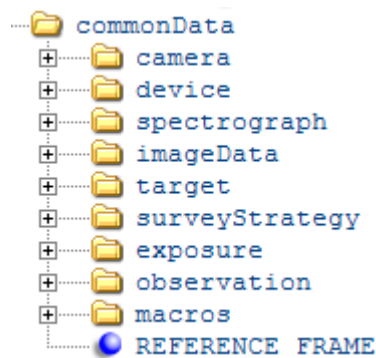 commonData
camera
device
spectrograph
imageData
target
surveyStrategy
exposure
observation
macros
REFERENCE FRAME